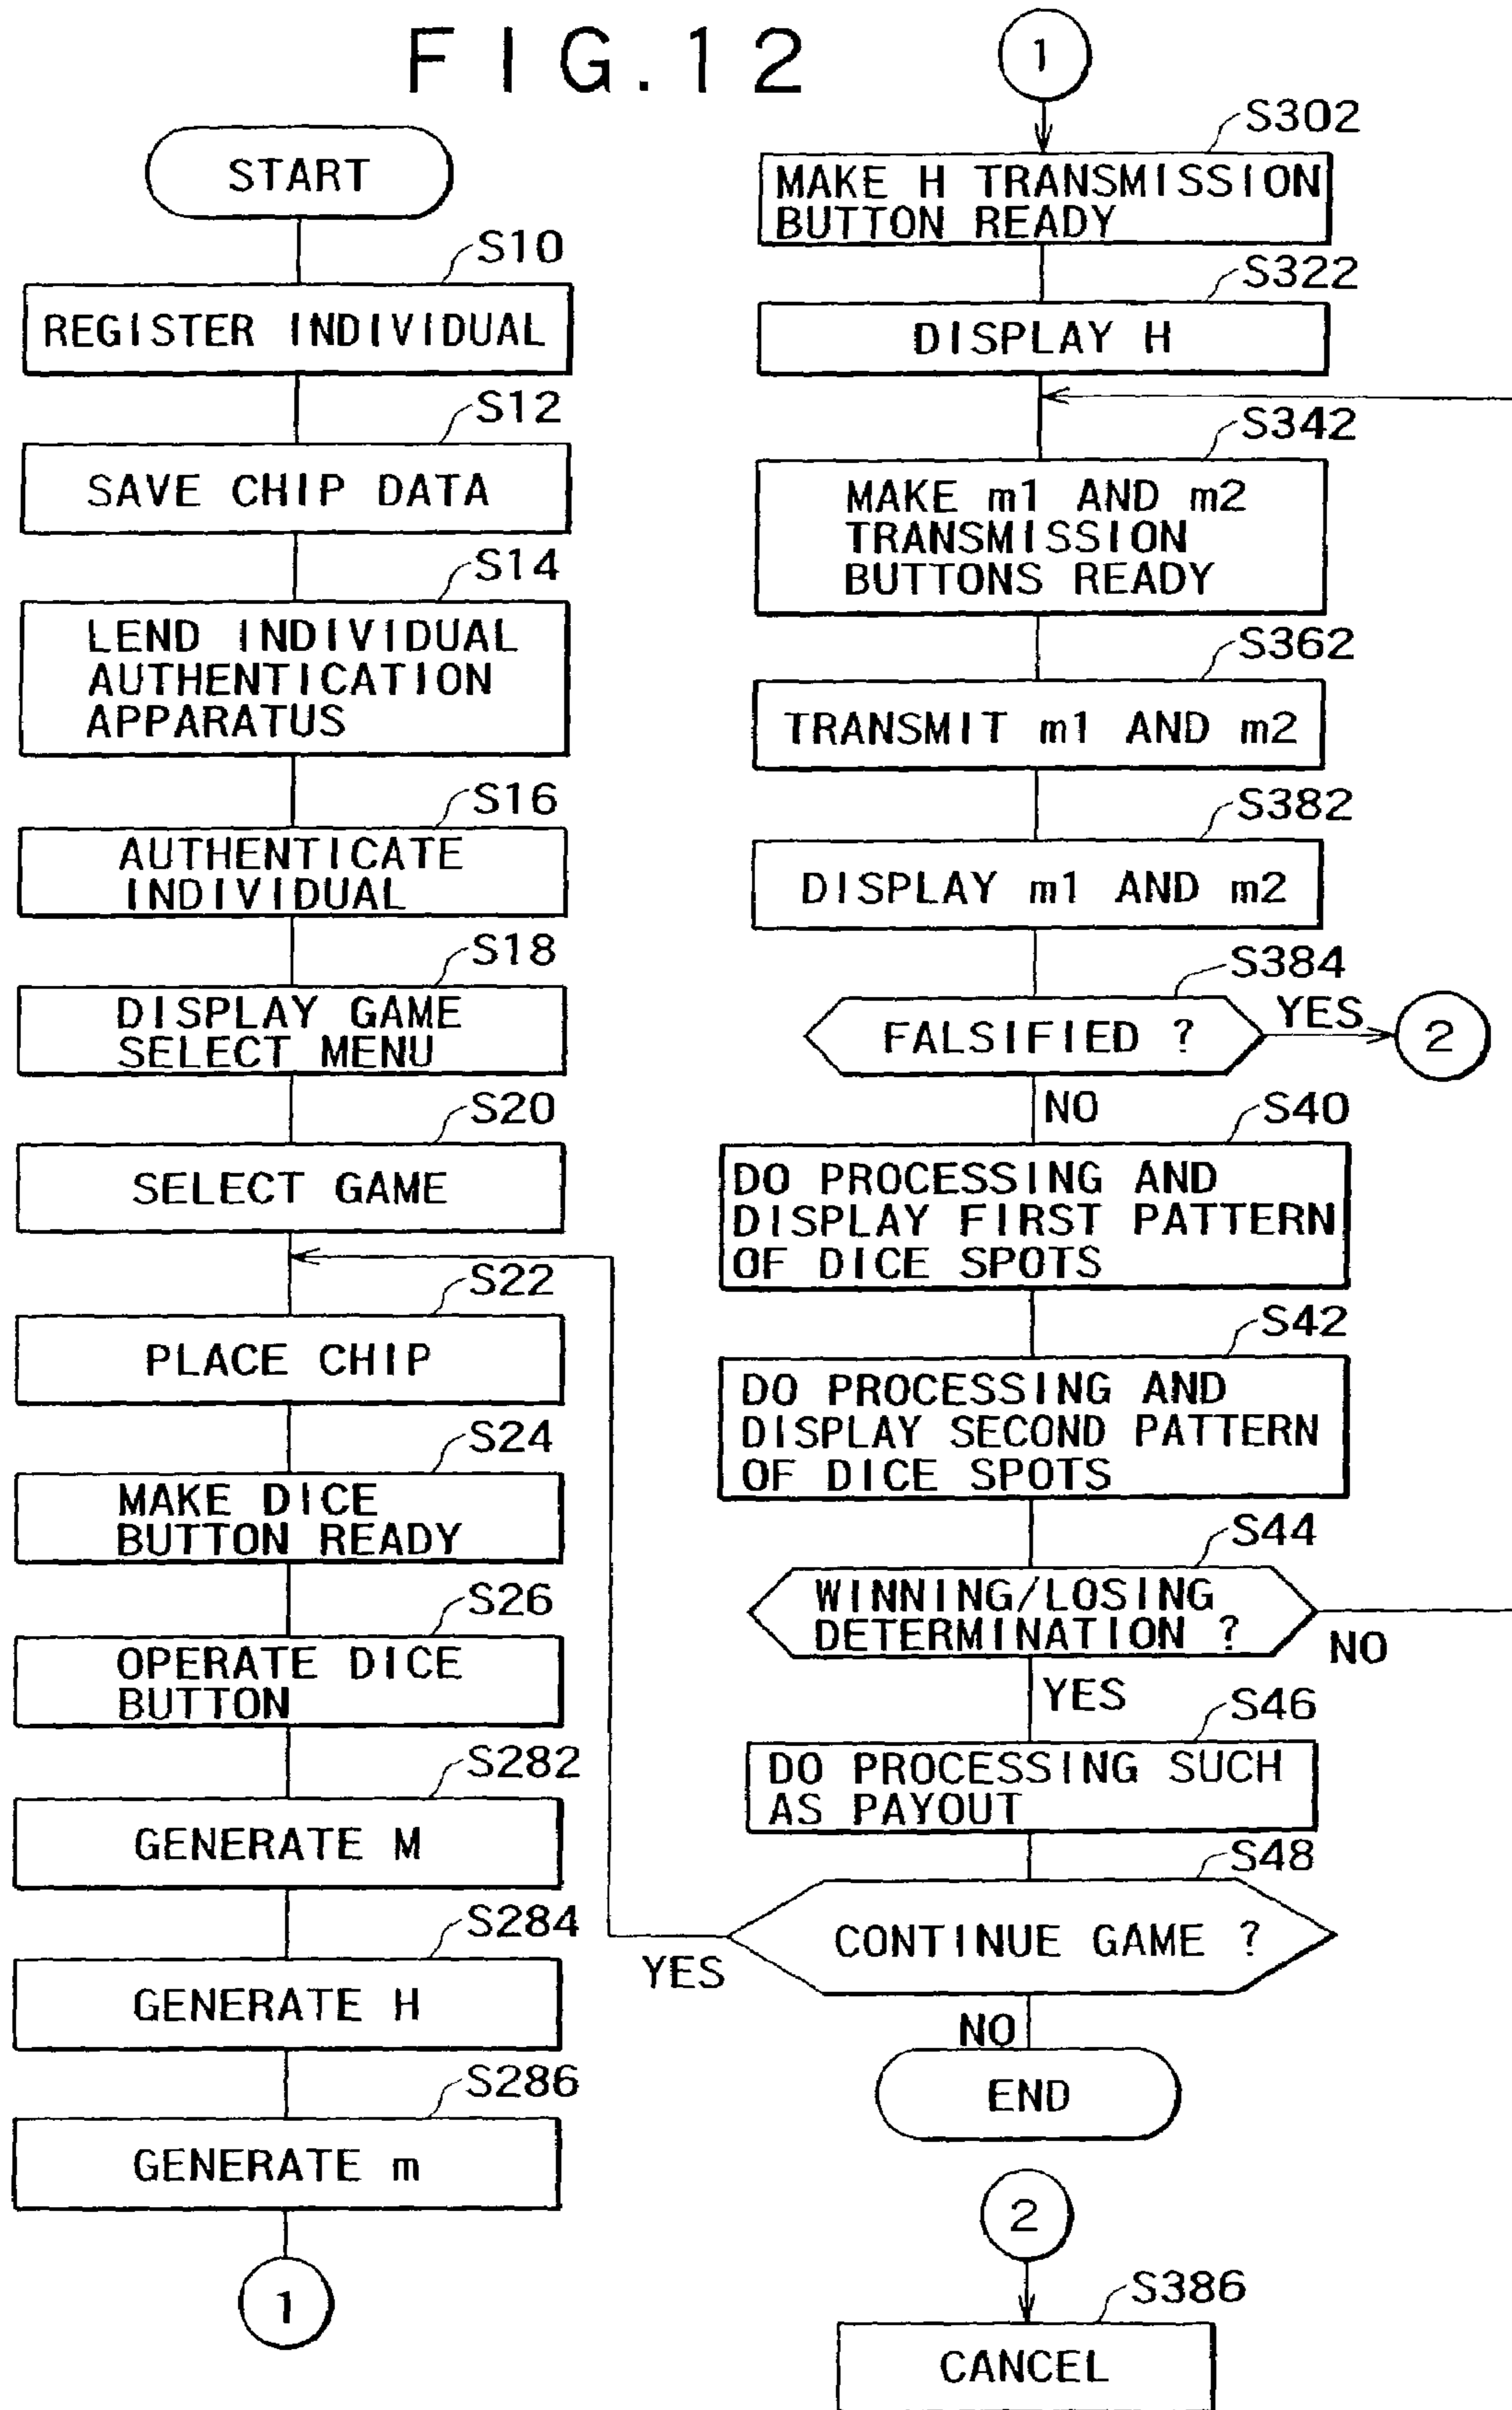 FIG.12
START
S10
REGISTER INDIVIDUAL
S12
SAVE CHIP DATA
S14
LEND INDIVIDUAL
AUTHENTICATION
APPARATUS
S16
AUTHENTICATE
INDIVIDUAL
S18
DISPLAY GAME
SELECT MENU
S20
SELECT GAME
S22
PLACE CHIP
S24
MAKE DICE
BUTTON READY
S26
OPERATE DICE
BUTTON
S282
GENERATE M
S284
GENERATE H
S286
GENERATE m
1
1
S302
MAKE H TRANSMISSION
BUTTON READY
S322
DISPLAY H
S342
MAKE m1 AND m2
TRANSMISSION
BUTTONS READY
S362
TRANSMIT m1 AND m2
S382
DISPLAY m1 AND m2
S384
FALSIFIED ?
YES
2
NO
S40
DO PROCESSING AND
DISPLAY FIRST PATTERN
OF DICE SPOTS
S42
DO PROCESSING AND
DISPLAY SECOND PATTERN
OF DICE SPOTS
S44
WINNING/LOSING
DETERMINATION ?
NO
YES
S46
DO PROCESSING SUCH
AS PAYOUT
S48
CONTINUE GAME ?
YES
NO
END
2
S386
CANCEL